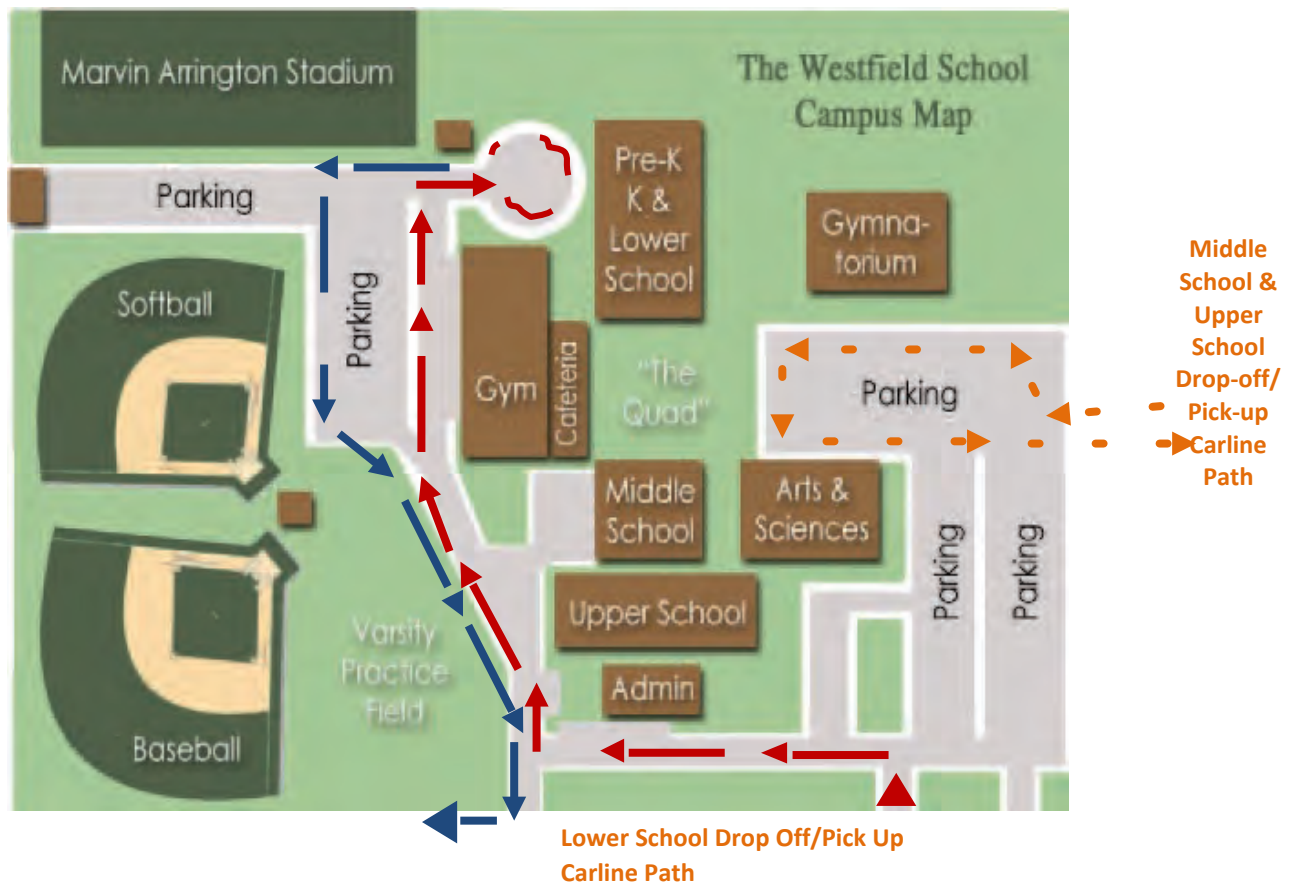 Marvin Arrington Stadium
The Westfield School
Campus Map
Parking
Pre-K
K &
Lower
School
Gymna-
torium
Softball
Parking
Gym
Cafeteria
"The
Quad"
Parking
Middle
School &
Upper
School
Drop-off/
Pick-up
Carline
Path
Middle
School
Arts &
Sciences
Parking
Parking
Upper School
Varsity
Practice
Field
Admin
Baseball
Lower School Drop Off/Pick Up
Carline Path